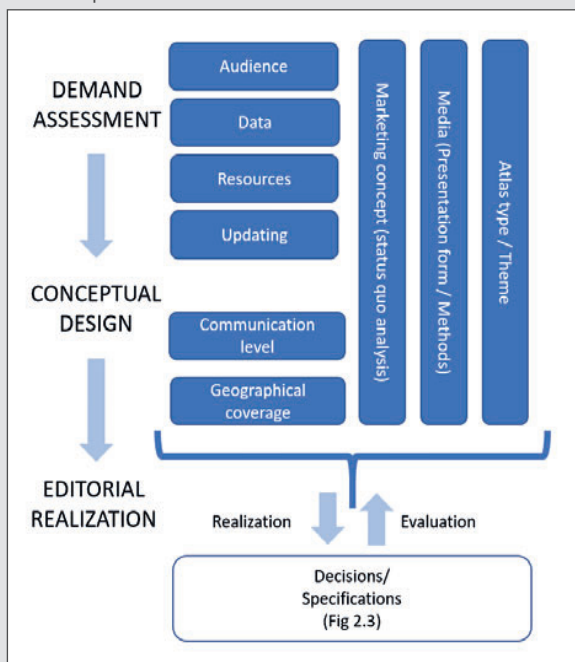 DEMAND
ASSESSMENT
Audience
Data
Resources
Updating
CONCEPTUAL
DESIGN
Communication
level
Geographical
coverage
Marketing concept (status quo analysis)
Media (Presentation form / Methods)
Atlas type / Theme
EDITORIAL
REALIZATION
Realization
Evaluation
Decisions/
Specifications
(Fig 2.3)